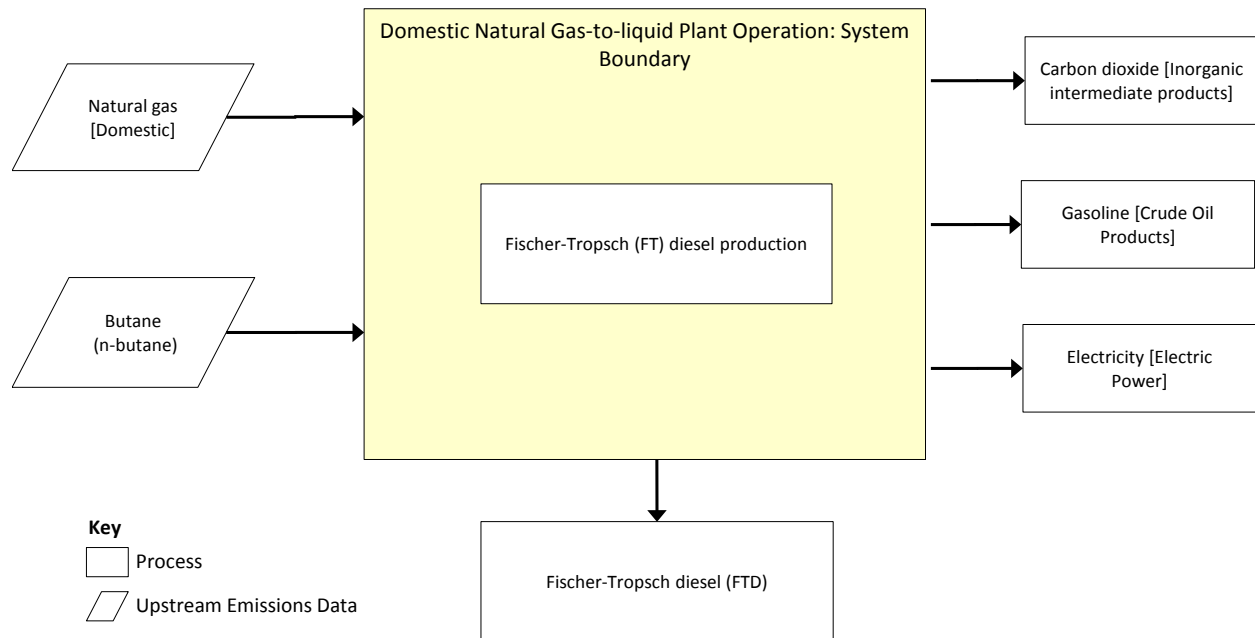 Domestic Natural Gas-to-liquid Plant Operation: System
Boundary
Natural gas
[Domestic]
Butane
(n-butane)
Fischer-Tropsch (FT) diesel production
Carbon dioxide [Inorganic
intermediate products]
Gasoline [Crude Oil
Products]
Electricity [Electric
Power]
Fischer-Tropsch diesel (FTD)
Key
Process
Upstream Emissions Data